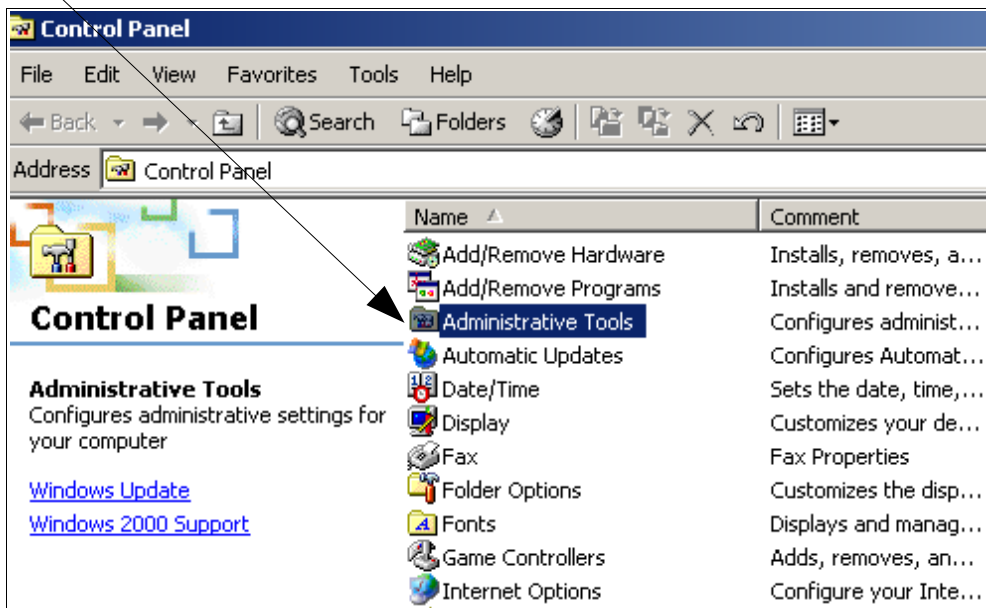 Control Panel
File Edit View Favorites Tools Help
Back Search Folders
Address Control Panel
Name Comment
Add/Remove Hardware Installs, removes, a...
Add/Remove Programs Installs and remove...
Administrative Tools Configures administ...
Automatic Updates Configures Automat...
Date/Time Sets the date, time,...
Display Customizes your de...
Fax Fax Properties
Folder Options Customizes the disp...
Fonts Displays and manag...
Game Controllers Adds, removes, an...
Internet Options Configure your Inte...
Control Panel
Administrative Tools
Configures administrative settings for
your computer
Windows Update
Windows 2000 Support